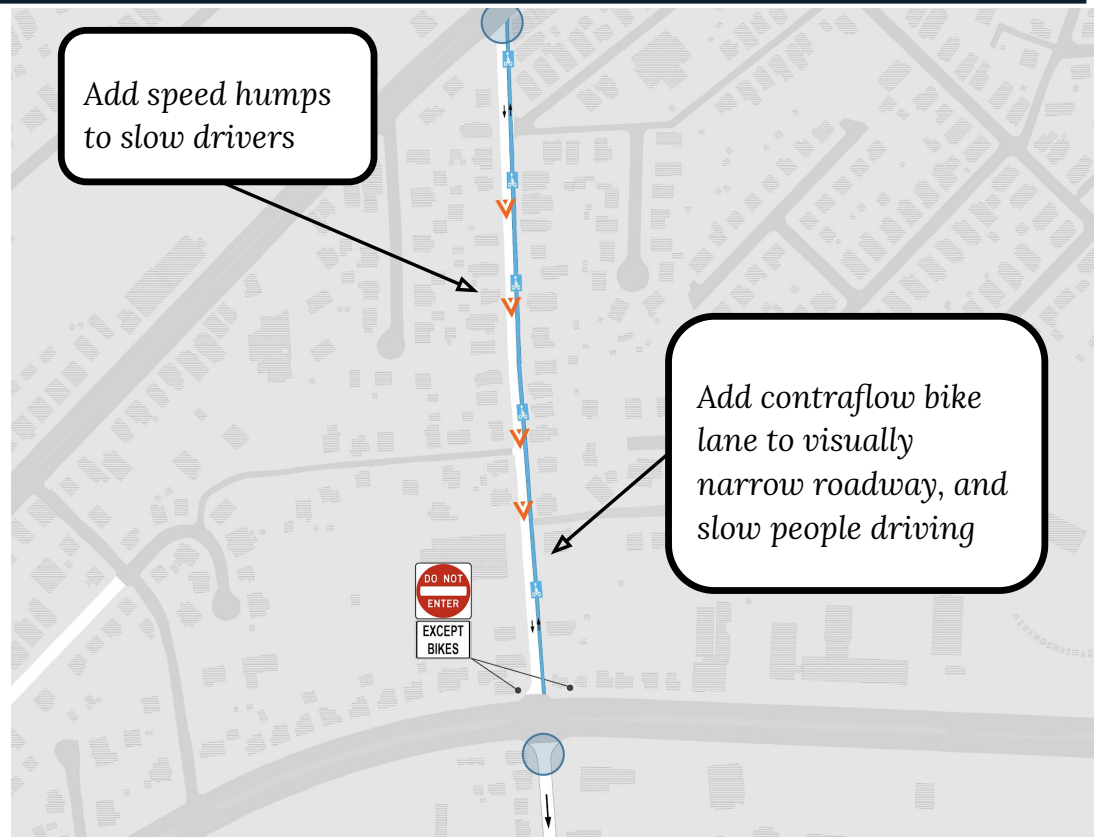 Add speed humps
to slow drivers
Add contraflow bike
lane to visually
narrow roadway, and
slow people driving
DO NOT
ENTER
EXCEPT
BIKES